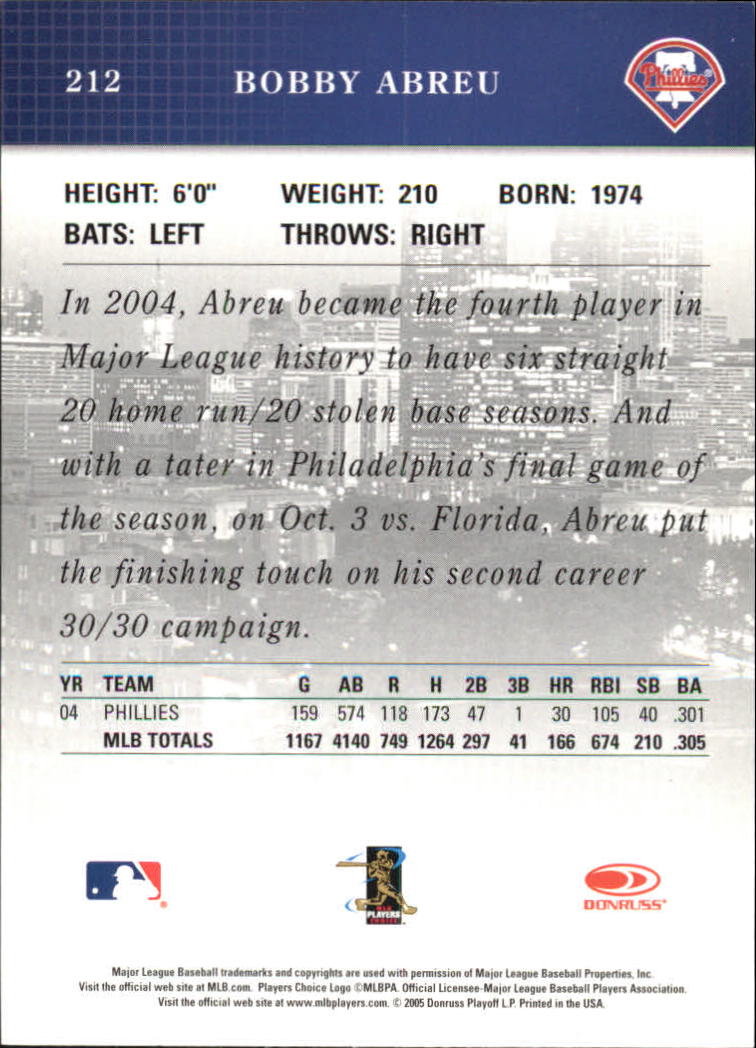 212 BOBBY ABREU
Phillies
HEIGHT: 6'0" WEIGHT: 210 BORN: 1974
BATS: LEFT THROWS: RIGHT
In 2004, Abreu became the fourth player in
Major League history to have six straight
20 home run/20 stolen base seasons. And
with a tater in Philadelphia's final game of
the season, on Oct. 3 vs. Florida, Abreu put
the finishing touch on his second career
30/30 campaign.
YR TEAM G AB R H 2B 3B HR RBI SB BA
04 PHILLIES 159 574 118 173 47 1 30 105 40 .301
MLB TOTALS 1167 4140 749 1264 297 41 166 674 210 .305
MLB
PLAYERS
CHOICE
DONRUSS
Major League Baseball trademarks and copyrights are used with permission of Major League Baseball Properties, Inc.
Visit the official web site at MLB.com. Players Choice Logo ©MLBPA. Official Licensee-Major League Baseball Players Association.
Visit the official web site at www.mlbplayers.com. © 2005 Donruss Playoff L.P. Printed in the USA.